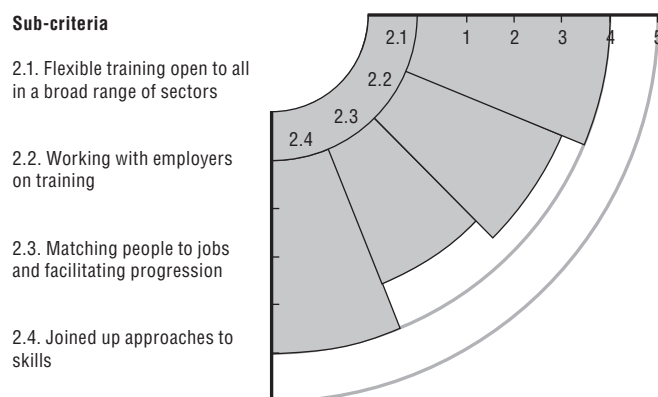 Sub-criteria
2.1. Flexible training open to all
in a broad range of sectors
2.2. Working with employers
on training
2.3. Matching people to jobs
and facilitating progression
2.4. Joined up approaches to
skills
2.1 1 2 3 4 5
2.2
2.3
2.4